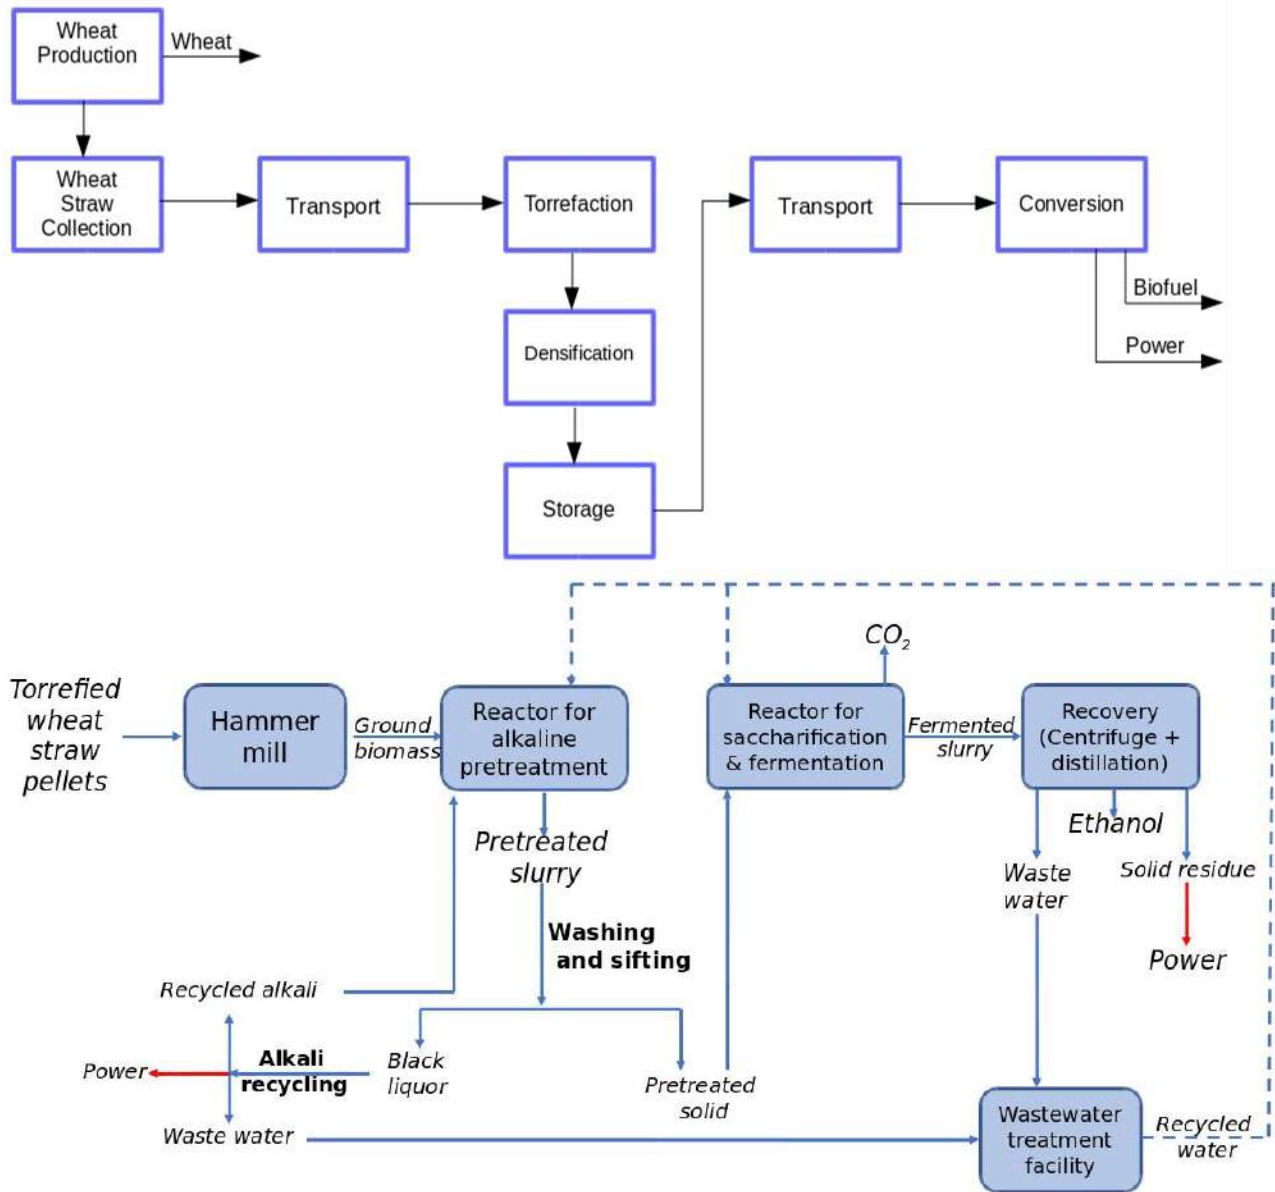 Wheat
Production
Wheat
Wheat
Straw
Collection
Transport
Torrefaction
Transport
Conversion
Biofuel
Power
Densification
Storage
CO2
Torrefied
wheat
straw
pellets
Hammer
mill
Ground
biomass
Reactor for
alkaline
pretreatment
Reactor for
saccharification
& fermentation
Fermented
slurry
Recovery
(Centrifuge +
distillation)
Pretreated
slurry
Ethanol
Waste
water
Solid residue
Power
Washing
and sifting
Recycled alkali
Power
Alkali
recycling
Black
liquor
Pretreated
solid
Waste water
Wastewater
treatment
facility
Recycled
water